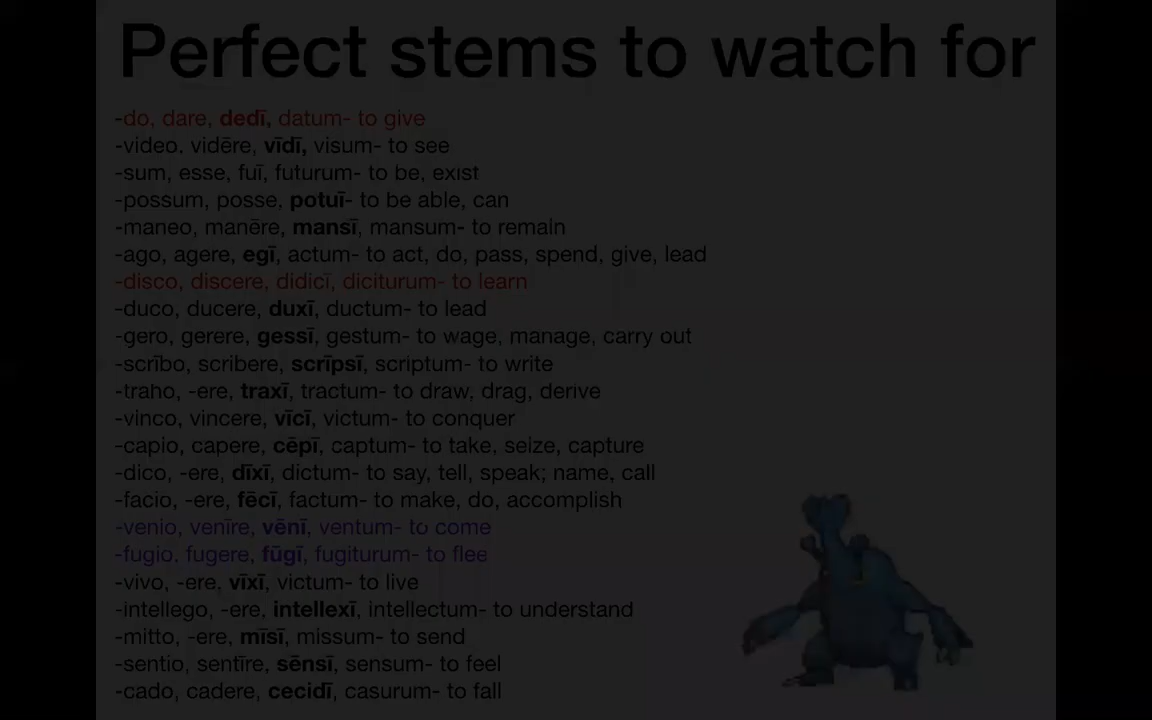 Perfect stems to watch for
-do, dare, dedī, datum- to give
-video, vidēre, vīdī, visum- to see
-sum, esse, fuī, futurum- to be, exist
-possum, posse, potuī- to be able, can
-maneo, manēre, mansī, mansum- to remain
-ago, agere, egī, actum- to act, do, pass, spend, give, lead
-disco, discere, didicī, diciturum- to learn
-duco, ducere, duxī, ductum- to lead
-gero, gerere, gessī, gestum- to wage, manage, carry out
-scrībo, scribere, scrīpsī, scriptum- to write
-traho, -ere, traxī, tractum- to draw, drag, derive
-vinco, vincere, vīcī, victum- to conquer
-capio, capere, cēpī, captum- to take, seize, capture
-dico, -ere, dīxī, dictum- to say, tell, speak; name, call
-facio, -ere, fēcī, factum- to make, do, accomplish
-venio, venīre, vēnī, ventum- to come
-fugio, fugere, fūgī, fugiturum- to flee
-vivo, -ere, vīxī, victum- to live
-intellego, -ere, intellexī, intellectum- to understand
-mitto, -ere, mīsī, missum- to send
-sentio, sentīre, sēnsī, sensum- to feel
-cado, cadere, cecidī, casurum- to fall